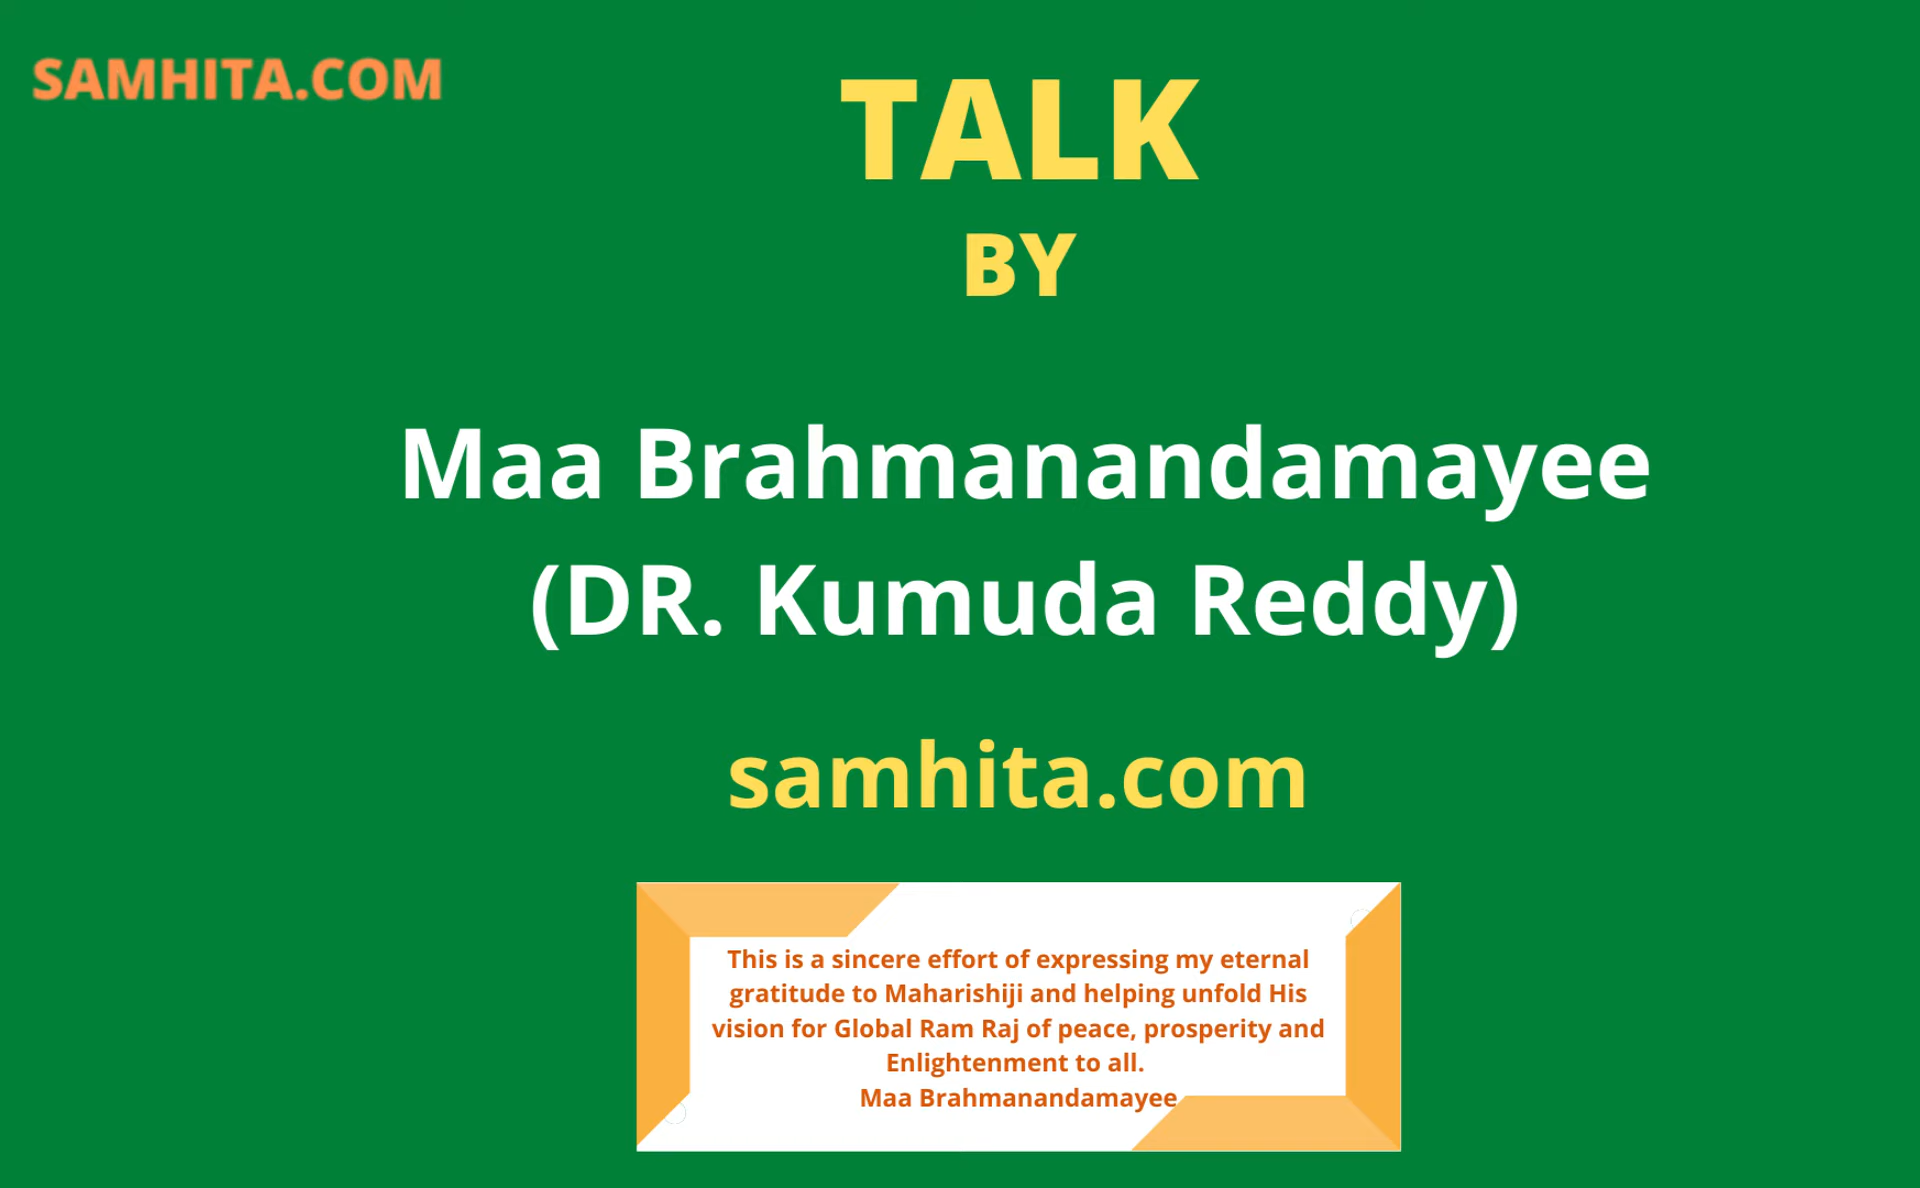 SAMHITA.COM
TALK
BY
Maa Brahmanandamayee
(DR. Kumuda Reddy)
samhita.com
This is a sincere effort of expressing my eternal
gratitude to Maharishiji and helping unfold His
vision for Global Ram Raj of peace, prosperity and
Enlightenment to all.
Maa Brahmanandamayee